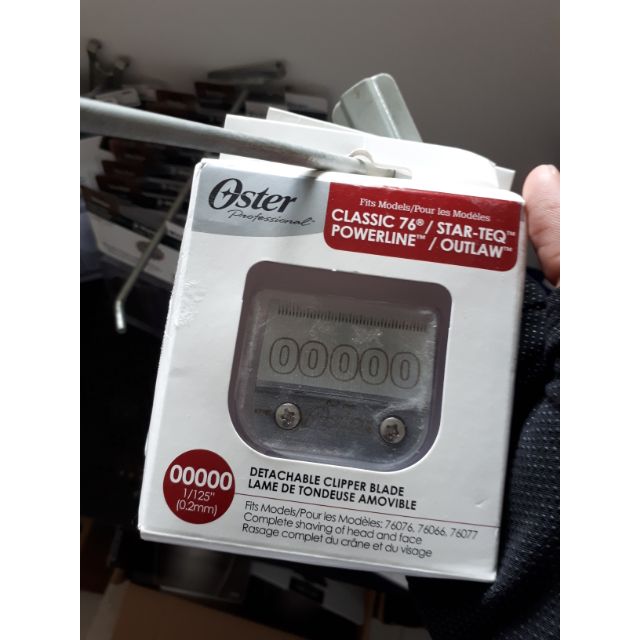 Oster
Professional
Fits Models/Pour les Modèles
CLASSIC 76® / STAR-TEQ™
POWERLINE™ / OUTLAW™
00000
00000
1/125"
(0.2mm)
DETACHABLE CLIPPER BLADE
LAME DE TONDEUSE AMOVIBLE
Fits Models/Pour les Modèles: 76076, 76066, 76077
Complete shaving of head and face
Rasage complet du crâne et du visage